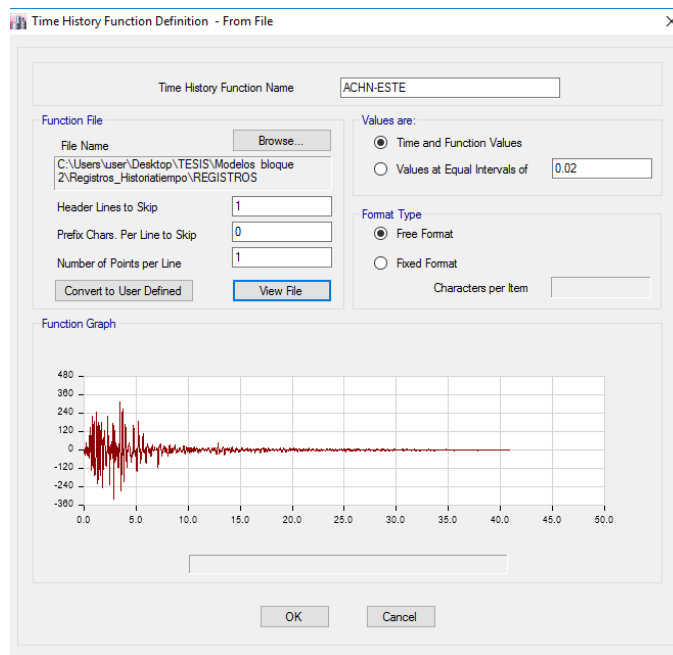 Time History Function Definition - From File
Time History Function Name
ACHN-ESTE
Function File
File Name
Browse...
C:\Users\user\Desktop\TESIS\Modelos bloque
2\Registros_Historiatiempo\REGISTROS
Header Lines to Skip
1
Prefix Chars. Per Line to Skip
0
Number of Points per Line
1
Convert to User Defined
View File
Values are:
Time and Function Values
Values at Equal Intervals of
0.02
Format Type
Free Format
Fixed Format
Characters per Item
Function Graph
480
360
240
120
0
-120
-240
-360
0.0 5.0 10.0 15.0 20.0 25.0 30.0 35.0 40.0 45.0 50.0
OK
Cancel